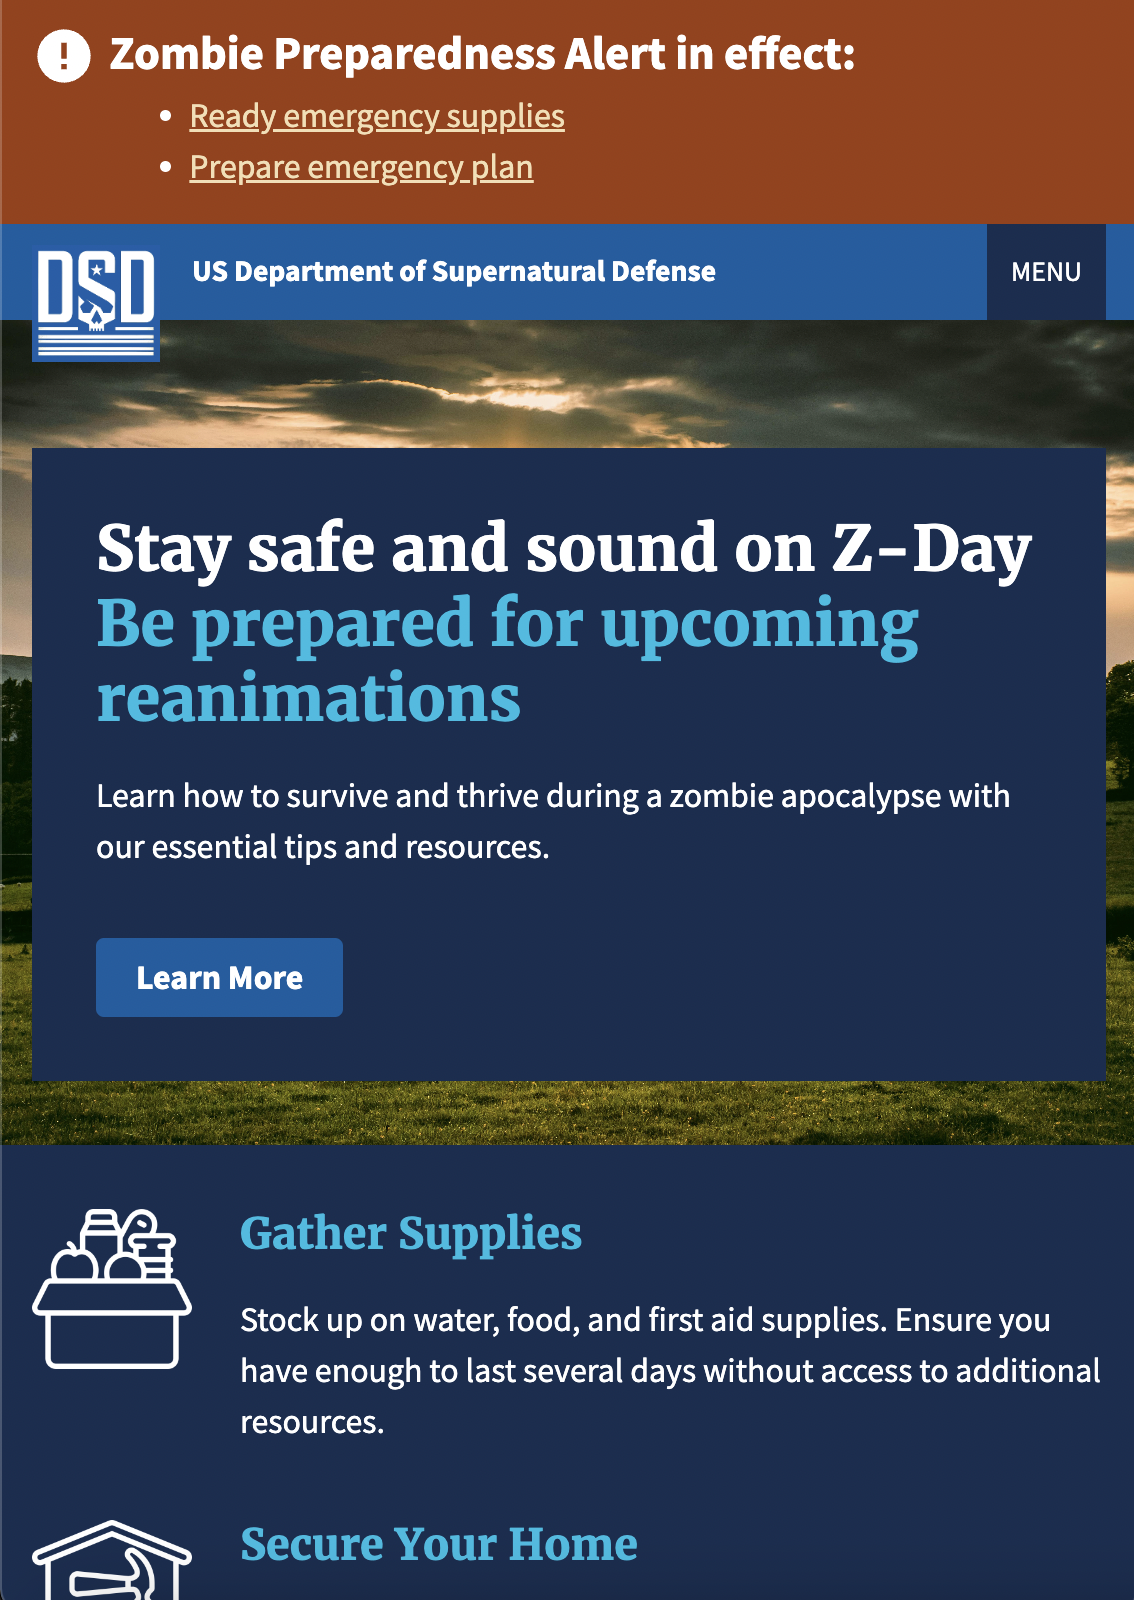 Zombie Preparedness Alert in effect:
Ready emergency supplies
Prepare emergency plan
DSD
US Department of Supernatural Defense
MENU
Stay safe and sound on Z-Day
Be prepared for upcoming
reanimations
Learn how to survive and thrive during a zombie apocalypse with
our essential tips and resources.
Learn More
Gather Supplies
Stock up on water, food, and first aid supplies. Ensure you
have enough to last several days without access to additional
resources.
Secure Your Home